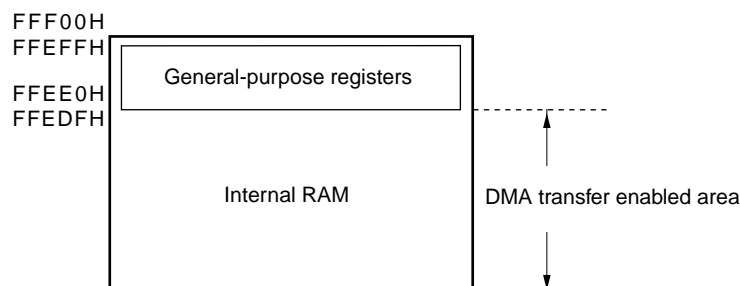 FFF00H
FFEFFH
General-purpose registers
FFEE0H
FFEDFH
Internal RAM
DMA transfer enabled area